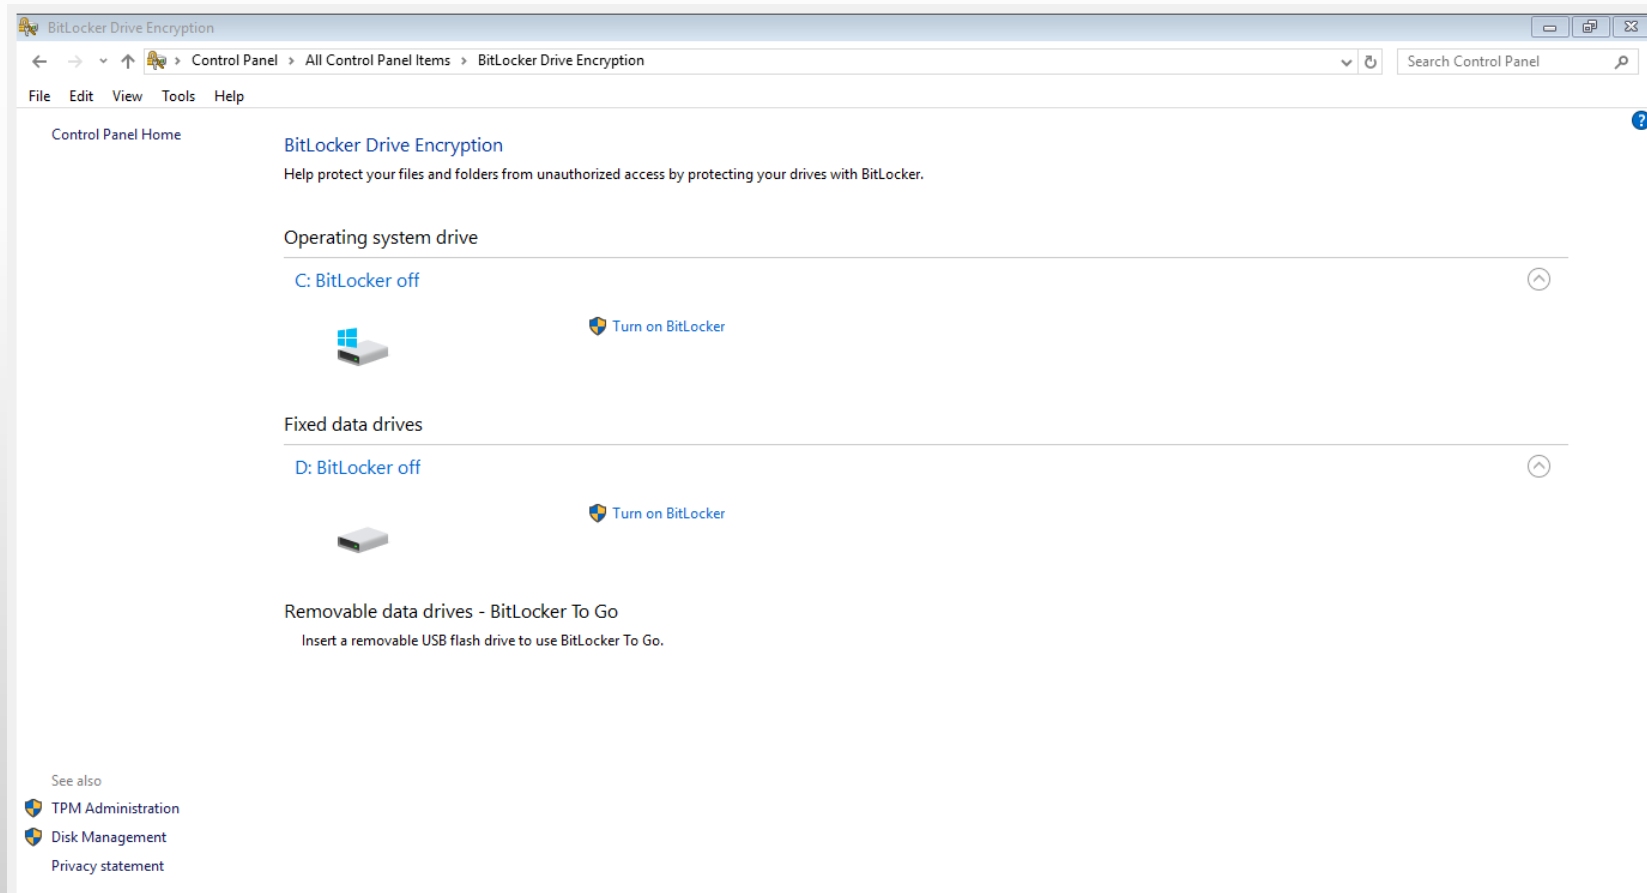 BitLocker Drive Encryption
Control Panel > All Control Panel Items > BitLocker Drive Encryption
Search Control Panel
File Edit View Tools Help
?
Control Panel Home
BitLocker Drive Encryption
Help protect your files and folders from unauthorized access by protecting your drives with BitLocker.
Operating system drive
C: BitLocker off
Turn on BitLocker
Fixed data drives
D: BitLocker off
Turn on BitLocker
Removable data drives - BitLocker To Go
Insert a removable USB flash drive to use BitLocker To Go.
See also
TPM Administration
Disk Management
Privacy statement